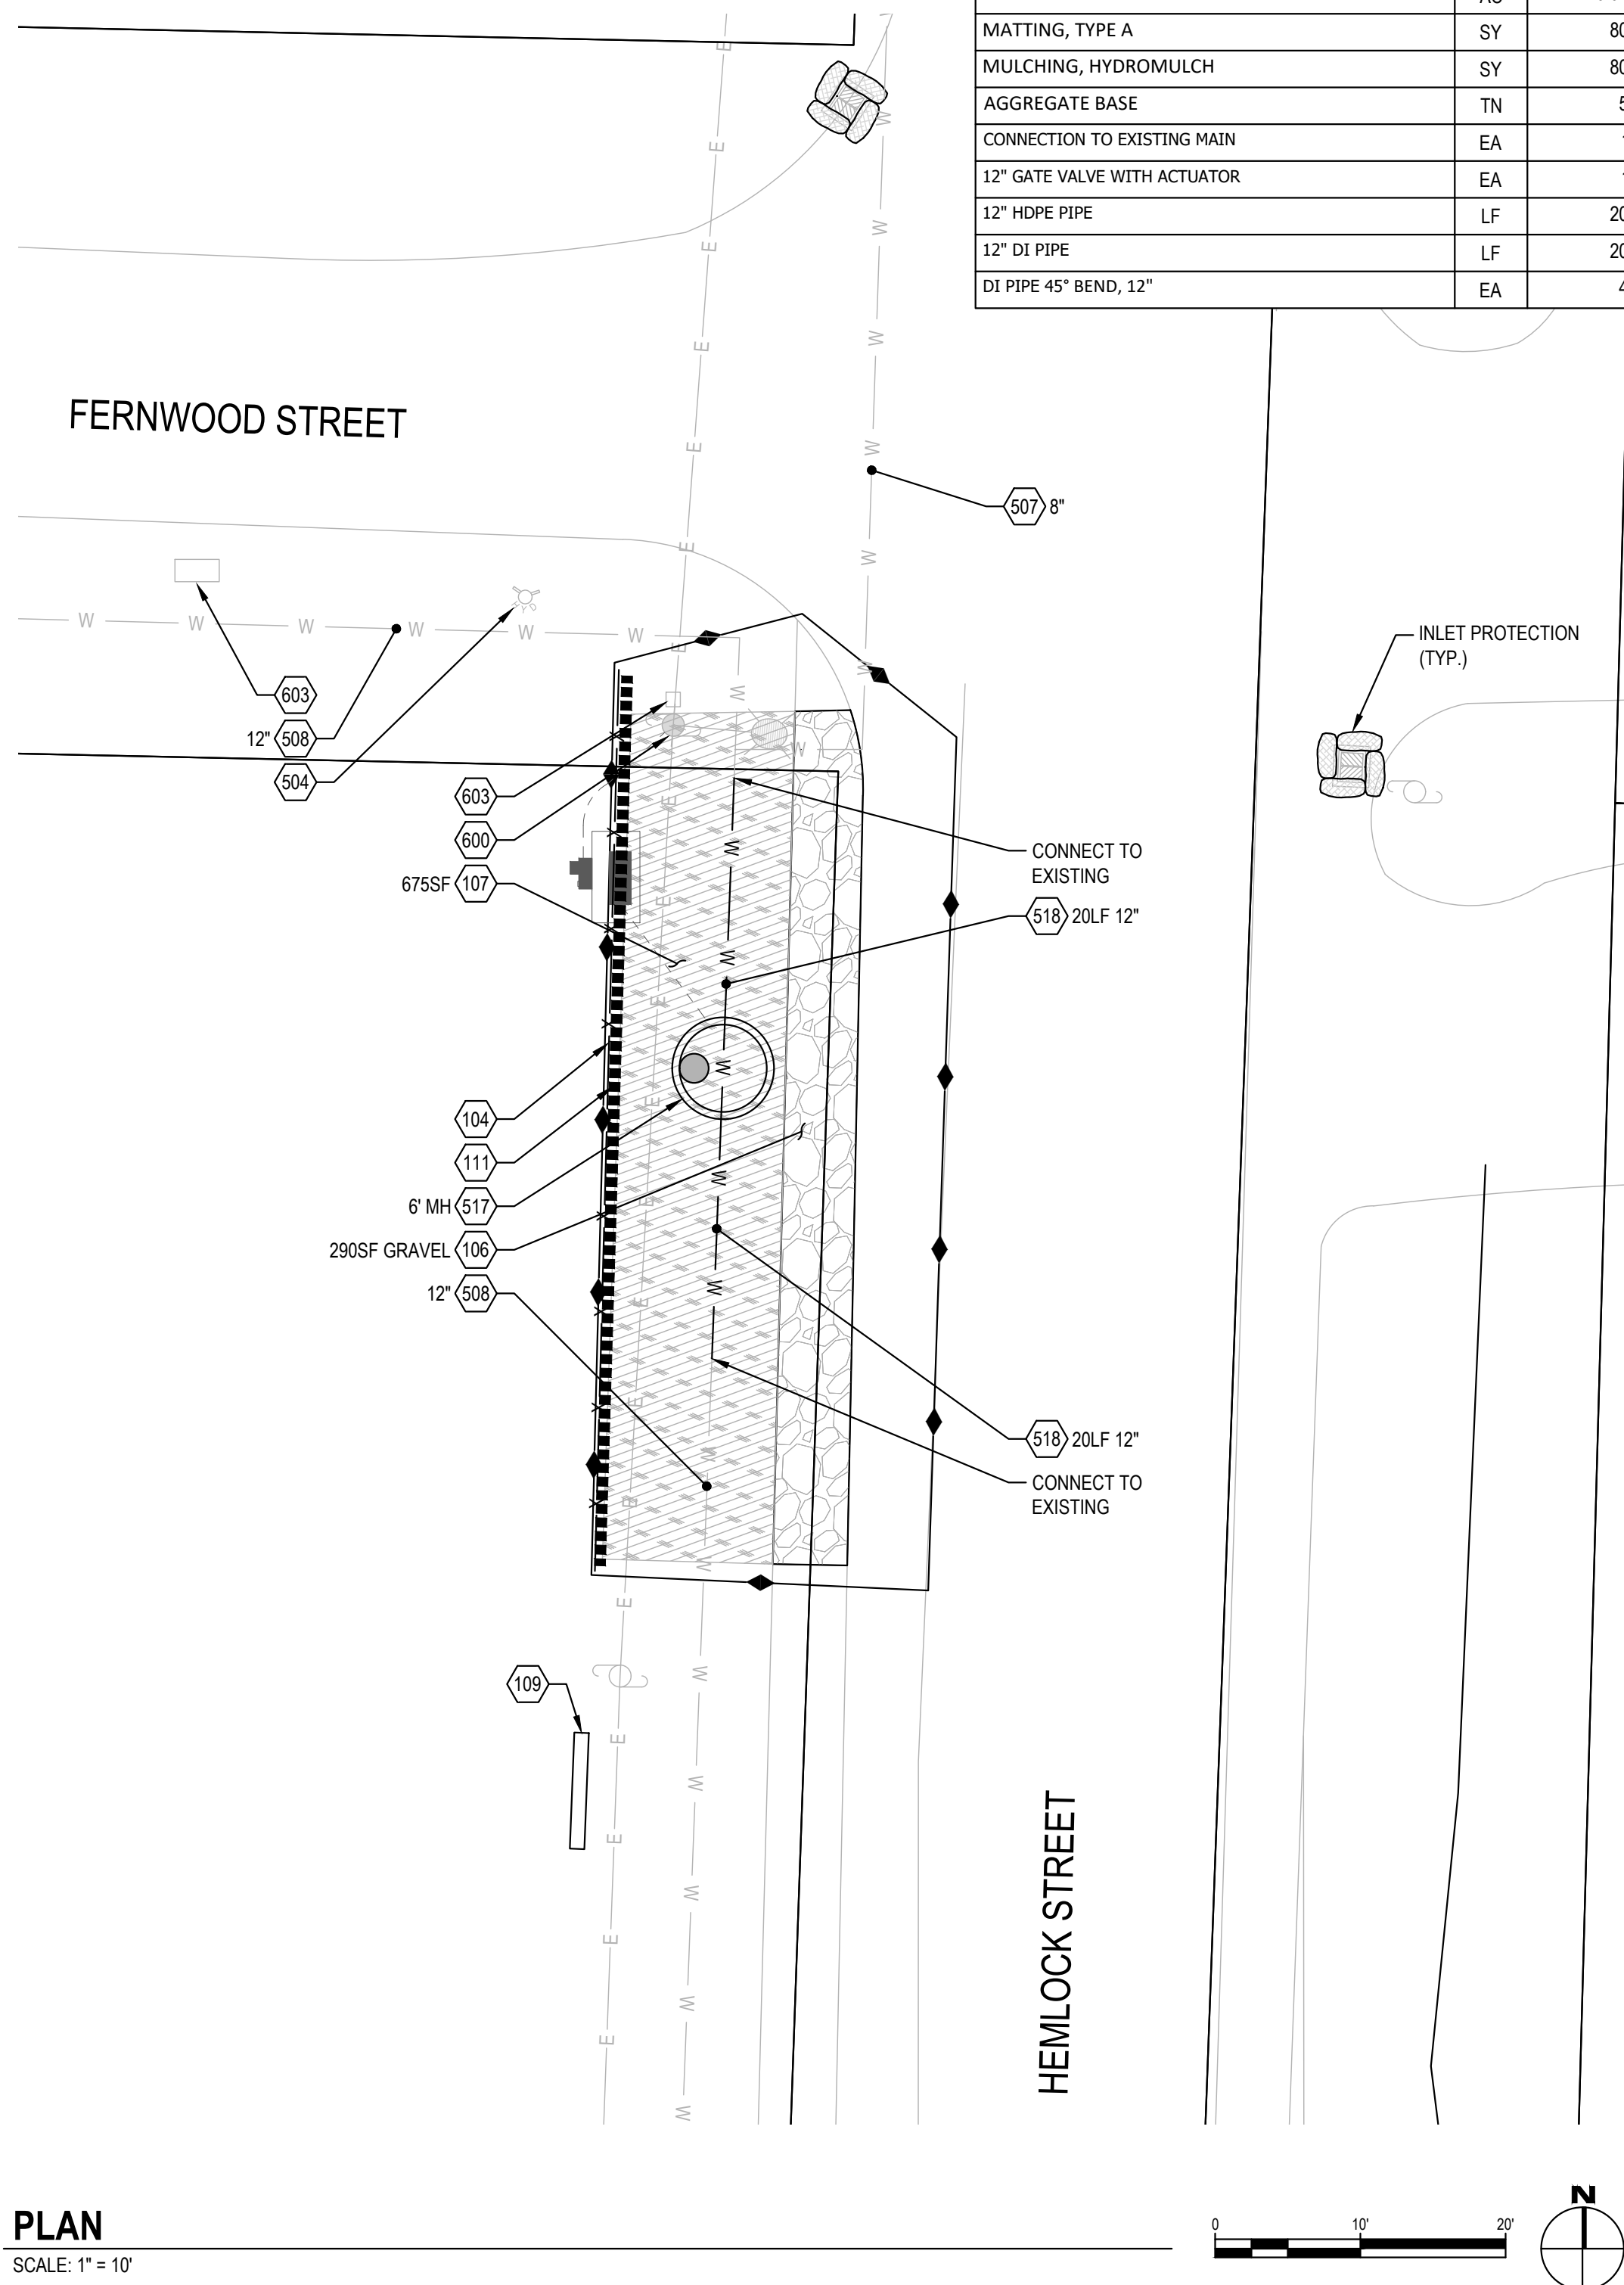 MATTING, TYPE A SY
MULCHING, HYDROMULCH SY
AGGREGATE BASE TN
CONNECTION TO EXISTING MAIN EA
12" GATE VALVE WITH ACTUATOR EA
12" HDPE PIPE LF
12" DI PIPE LF
DI PIPE 45° BEND, 12" EA
FERNWOOD STREET
507 8"
INLET PROTECTION
(TYP.)
603
12" 508
504
603
600
675SF 107
CONNECT TO
EXISTING
518 20LF 12"
104
111
6' MH 517
290SF GRAVEL 106
12" 508
518 20LF 12"
CONNECT TO
EXISTING
109
HEMLOCK STREET
W W W W W W
W W W W W W
W W W W W W
W W W W W
E E E E E E E
E E E E E E E
E E E E E
PLAN
SCALE: 1" = 10'
0 10' 20'
N